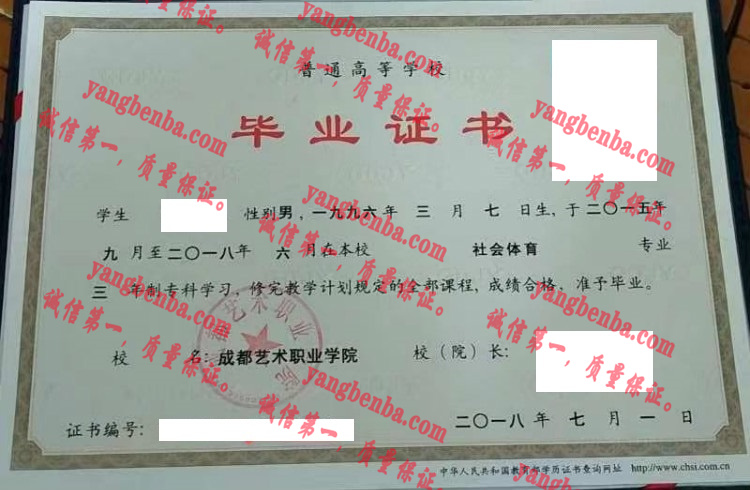 普通高等学校
毕业证书
学生 性别男，一九九六年 三 月 七 日生，于二〇一五年
九 月至二〇一八年 六 月在本校 社会体育 专业
三 年制专科学习，修完教学计划规定的全部课程，成绩合格，准予毕业。
校 名：成都艺术职业学院 校（院）长：
二〇一八年 七 月 一 日
证书编号：
中华人民共和国教育部学历证书查询网址 http://www.chsi.com.cn
yangbenba.com
诚信第一，质量保证。